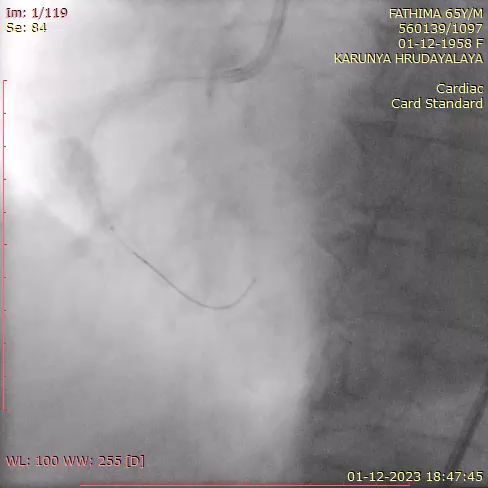 Im: 1/119
Se: 84
FATHIMA 65Y/M
560139/1097
01-12-1958 F
KARUNYA HRUDAYALAYA
Cardiac
Card Standard
WL: 100 WW: 255 [D]
01-12-2023 18:47:45